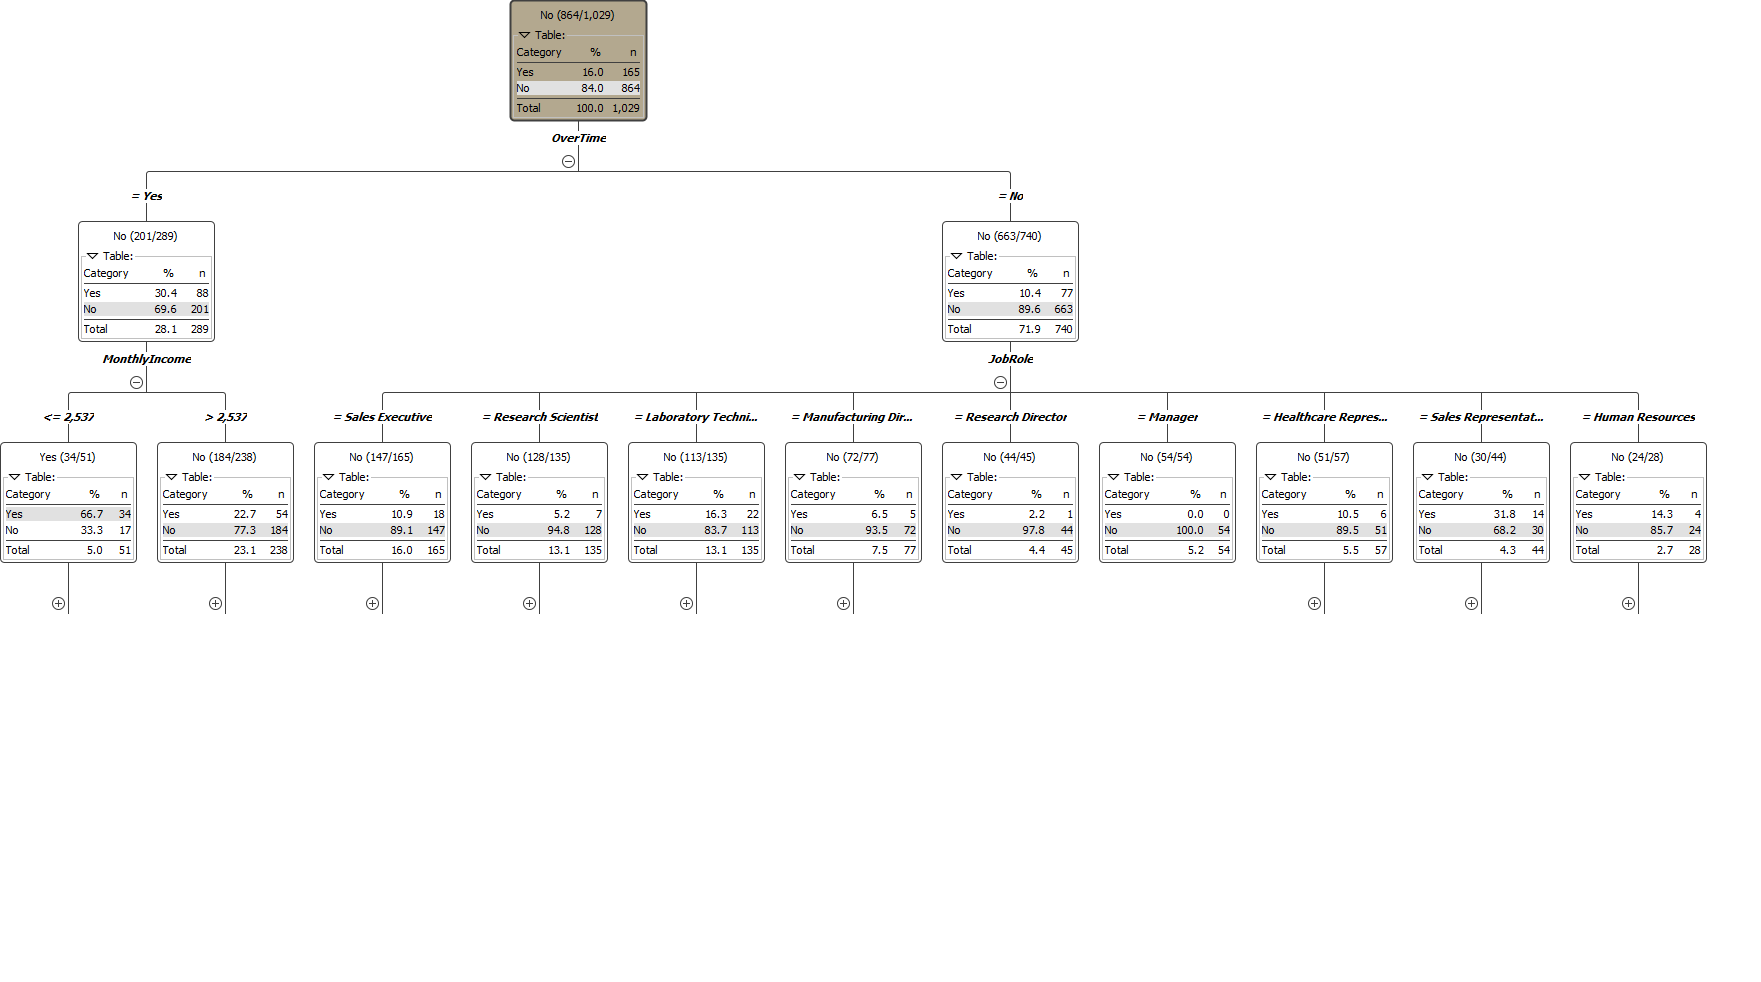 No (864/1,029)
Table:
Category % n
Yes 16.0 165
No 84.0 864
Total 100.0 1,029
OverTime
= Yes
= No
No (201/289)
Table:
Category % n
Yes 30.4 88
No 69.6 201
Total 28.1 289
MonthlyIncome
No (663/740)
Table:
Category % n
Yes 10.4 77
No 89.6 663
Total 71.9 740
JobRole
<= 2,537
> 2,537
= Sales Executive
= Research Scientist
= Laboratory Techni...
= Manufacturing Dir...
= Research Director
= Manager
= Healthcare Repres...
= Sales Representat...
= Human Resources
Yes (34/51)
Table:
Category % n
Yes 66.7 34
No 33.3 17
Total 5.0 51
No (184/238)
Table:
Category % n
Yes 22.7 54
No 77.3 184
Total 23.1 238
No (147/165)
Table:
Category % n
Yes 10.9 18
No 89.1 147
Total 16.0 165
No (128/135)
Table:
Category % n
Yes 5.2 7
No 94.8 128
Total 13.1 135
No (113/135)
Table:
Category % n
Yes 16.3 22
No 83.7 113
Total 13.1 135
No (72/77)
Table:
Category % n
Yes 6.5 5
No 93.5 72
Total 7.5 77
No (44/45)
Table:
Category % n
Yes 2.2 1
No 97.8 44
Total 4.4 45
No (54/54)
Table:
Category % n
Yes 0.0 0
No 100.0 54
Total 5.2 54
No (51/57)
Table:
Category % n
Yes 10.5 6
No 89.5 51
Total 5.5 57
No (30/44)
Table:
Category % n
Yes 31.8 14
No 68.2 30
Total 4.3 44
No (24/28)
Table:
Category % n
Yes 14.3 4
No 85.7 24
Total 2.7 28